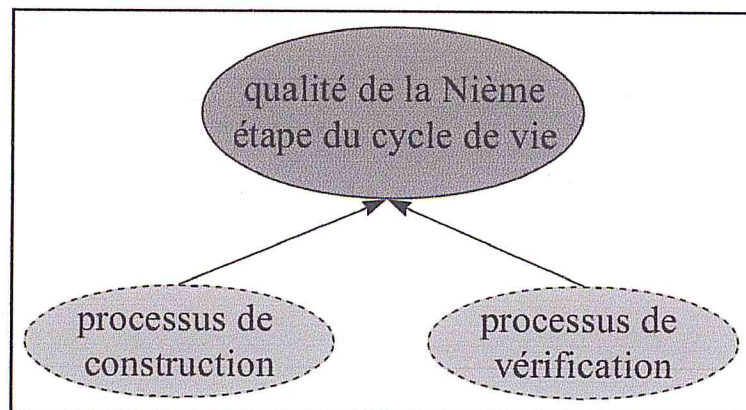 qualité de la Nième
étape du cycle de vie
processus de
construction
processus de
vérification